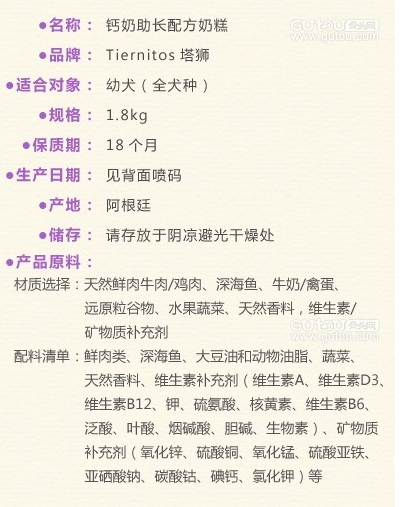 ●名称： 钙奶助长配方奶糕
GOUTOO 骨头网
www.gutou.com
●品牌： Tiernitos 塔狮
●适合对象： 幼犬（全犬种）
●规格： 1.8kg
●保质期： 18个月
●生产日期： 见背面喷码
●产地： 阿根廷
●储存： 请存放于阴凉避光干燥处
●产品原料：
材质选择：天然鲜肉牛肉/鸡肉、深海鱼、牛奶/禽蛋、
远原粒谷物、水果蔬菜、天然香料，维生素/
矿物质补充剂
配料清单：鲜肉类、深海鱼、大豆油和动物油脂、蔬菜、
天然香料、维生素补充剂（维生素A、维生素D3、
维生素B12、钾、硫氨酸、核黄素、维生素B6、
泛酸、叶酸、烟碱酸、胆碱、生物素）、矿物质
补充剂（氧化锌、硫酸铜、氧化锰、硫酸亚铁、
亚硒酸钠、碳酸钴、碘钙、氯化钾）等